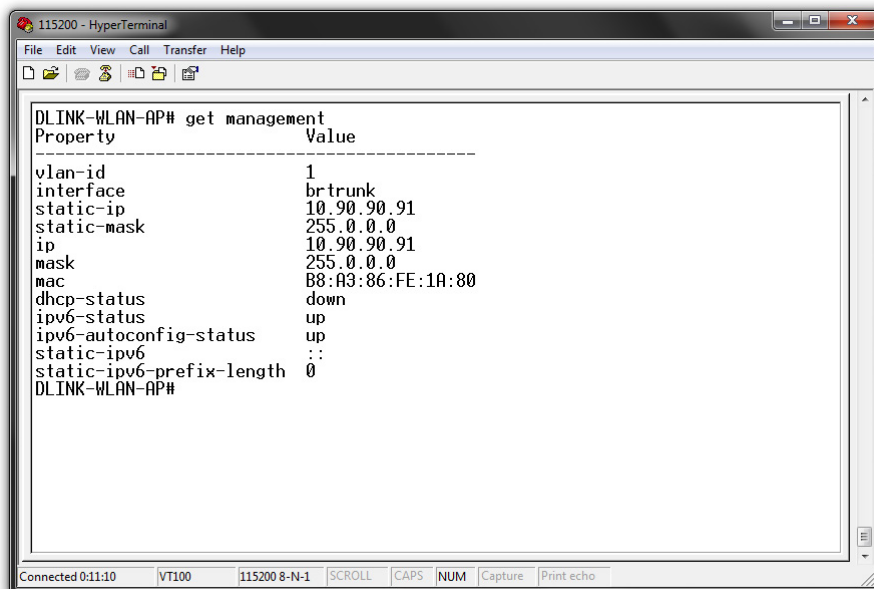 115200 - HyperTerminal
File Edit View Call Transfer Help
DLINK-WLAN-AP# get management
Property Value
--------------------------------------------
vlan-id 1
interface brtrunk
static-ip 10.90.90.91
static-mask 255.0.0.0
ip 10.90.90.91
mask 255.0.0.0
mac B8:A3:86:FE:1A:80
dhcp-status down
ipv6-status up
ipv6-autoconfig-status up
static-ipv6 ::
static-ipv6-prefix-length 0
DLINK-WLAN-AP#
Connected 0:11:10 VT100 115200 8-N-1 SCROLL CAPS NUM Capture Print echo